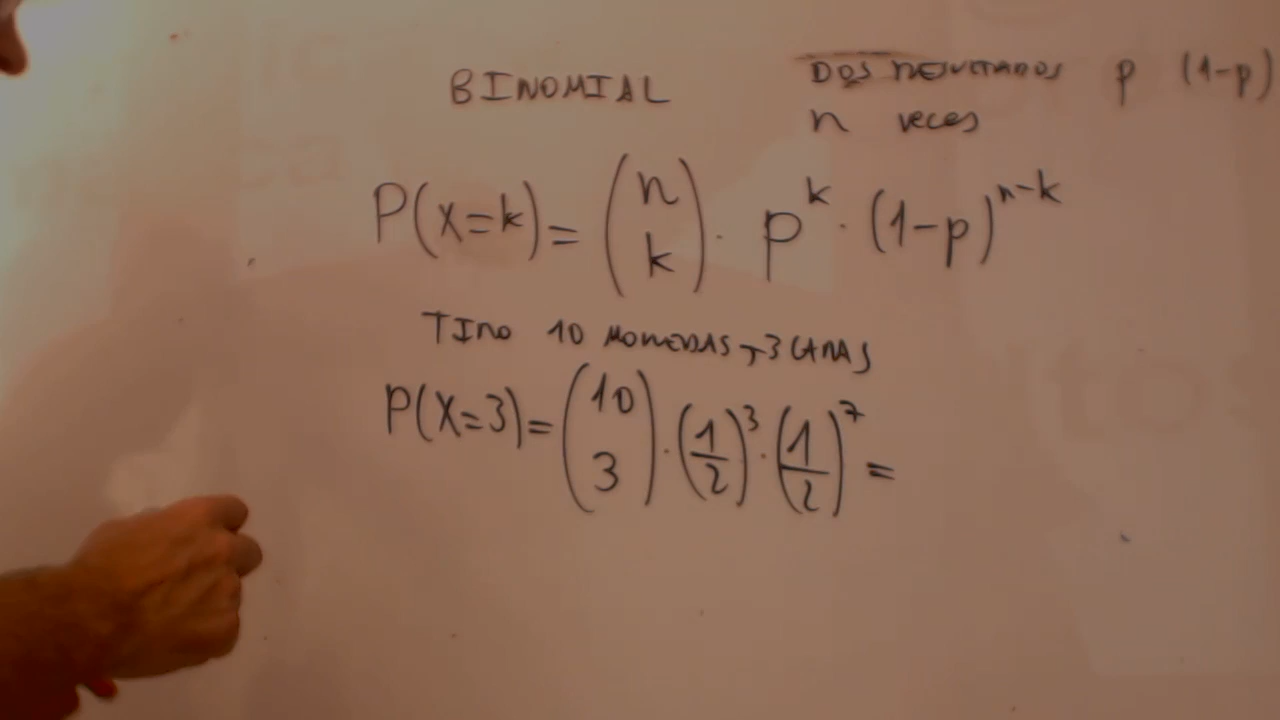 BINOMIAL
DOS RESULTADOS p (1-p)
n veces
P(X=k) = (n k) · p^k · (1-p)^n-k
TIRO 10 MONEDAS → 3 CARAS
P(X=3) = (10 3) · (1/2)^3 · (1/2)^7 =